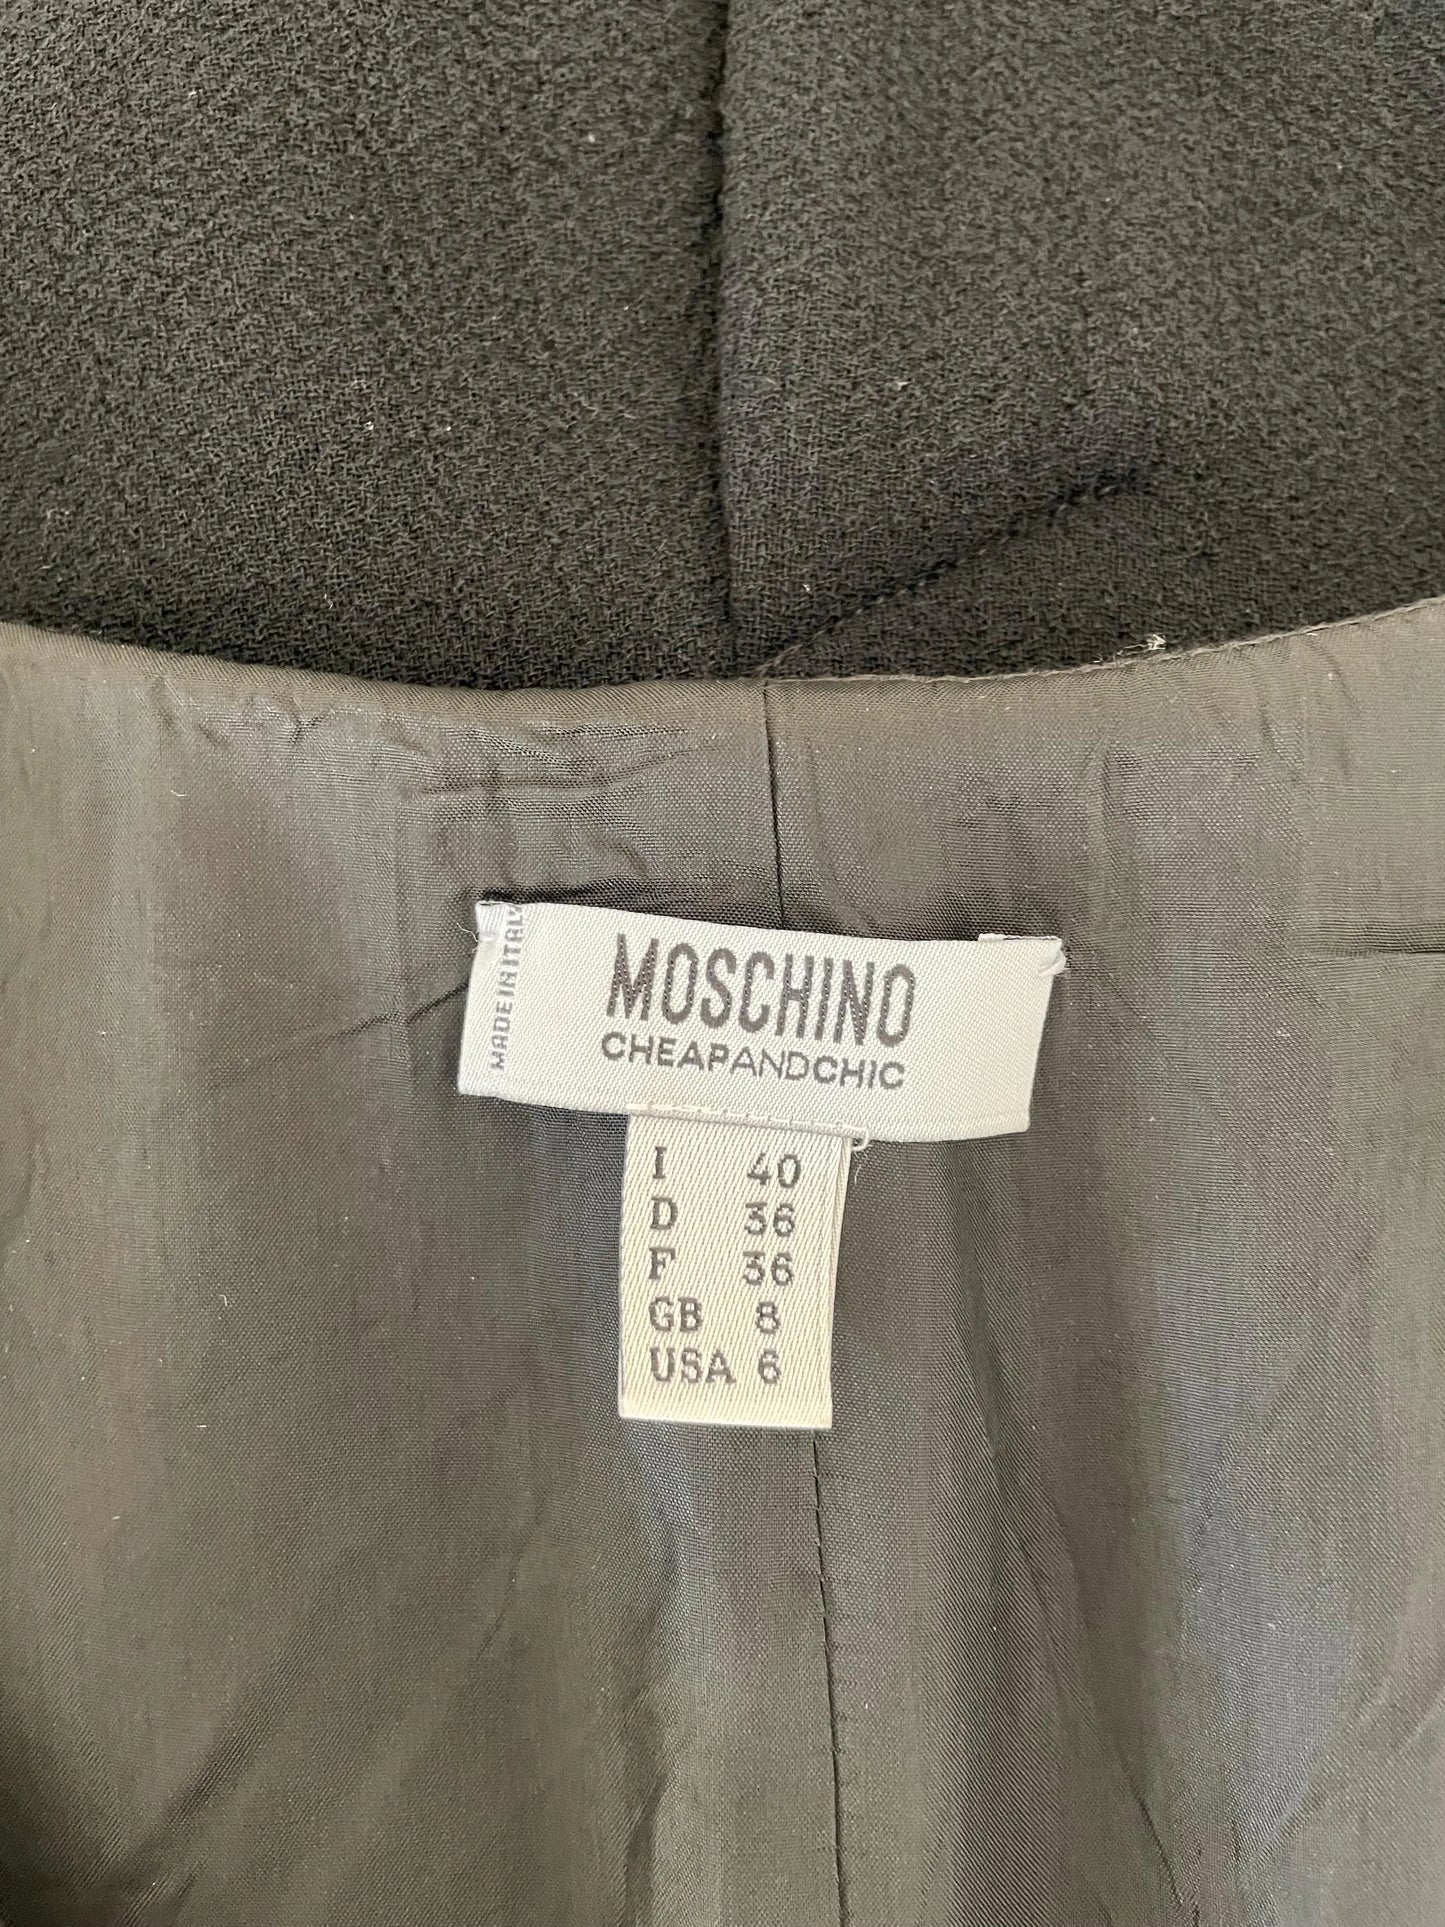 MADE IN ITALY
MOSCHINO
CHEAPANDCHIC
I 40
D 36
F 36
GB 8
USA 6